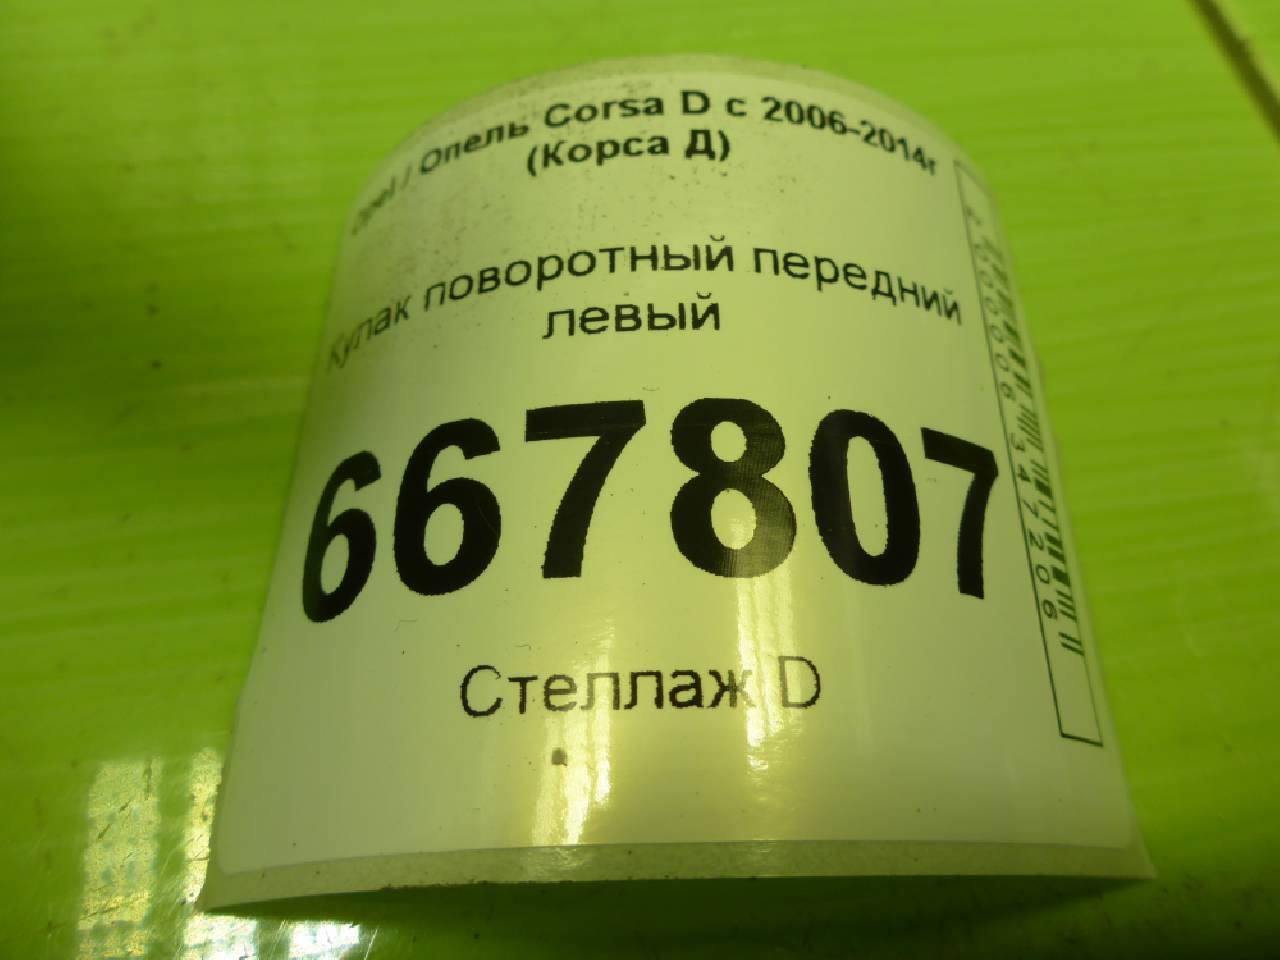 Opel / Опель Corsa D с 2006-2014г
(Корса Д)
Кулак поворотный передний
левый
667807
Стеллаж D